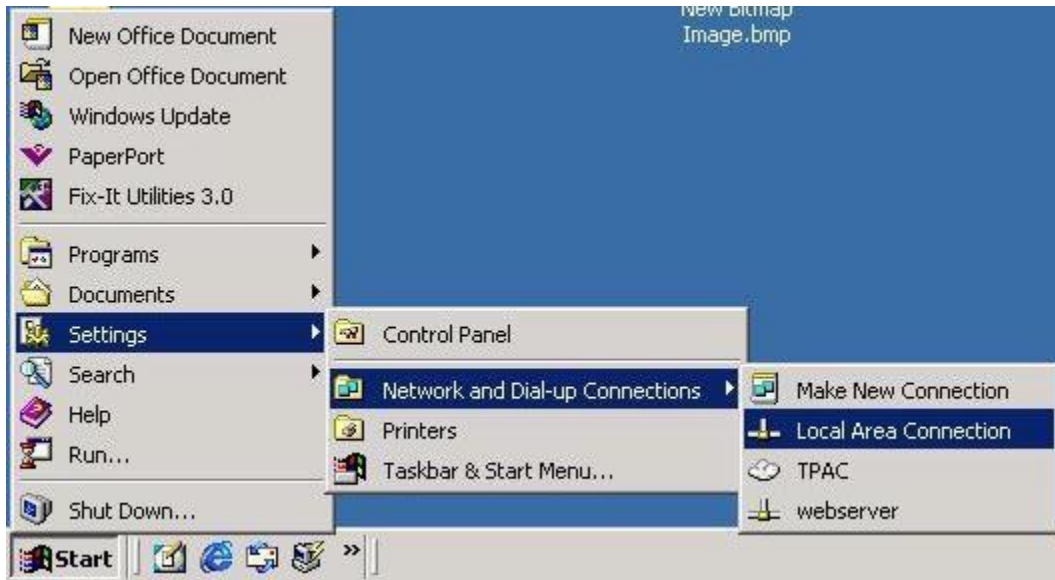 New Bitmap
Image.bmp
New Office Document
Open Office Document
Windows Update
PaperPort
Fix-It Utilities 3.0
Programs
Documents
Settings
Search
Help
Run...
Shut Down...
Control Panel
Network and Dial-up Connections
Printers
Taskbar & Start Menu...
Make New Connection
Local Area Connection
TPAC
webserver
Start